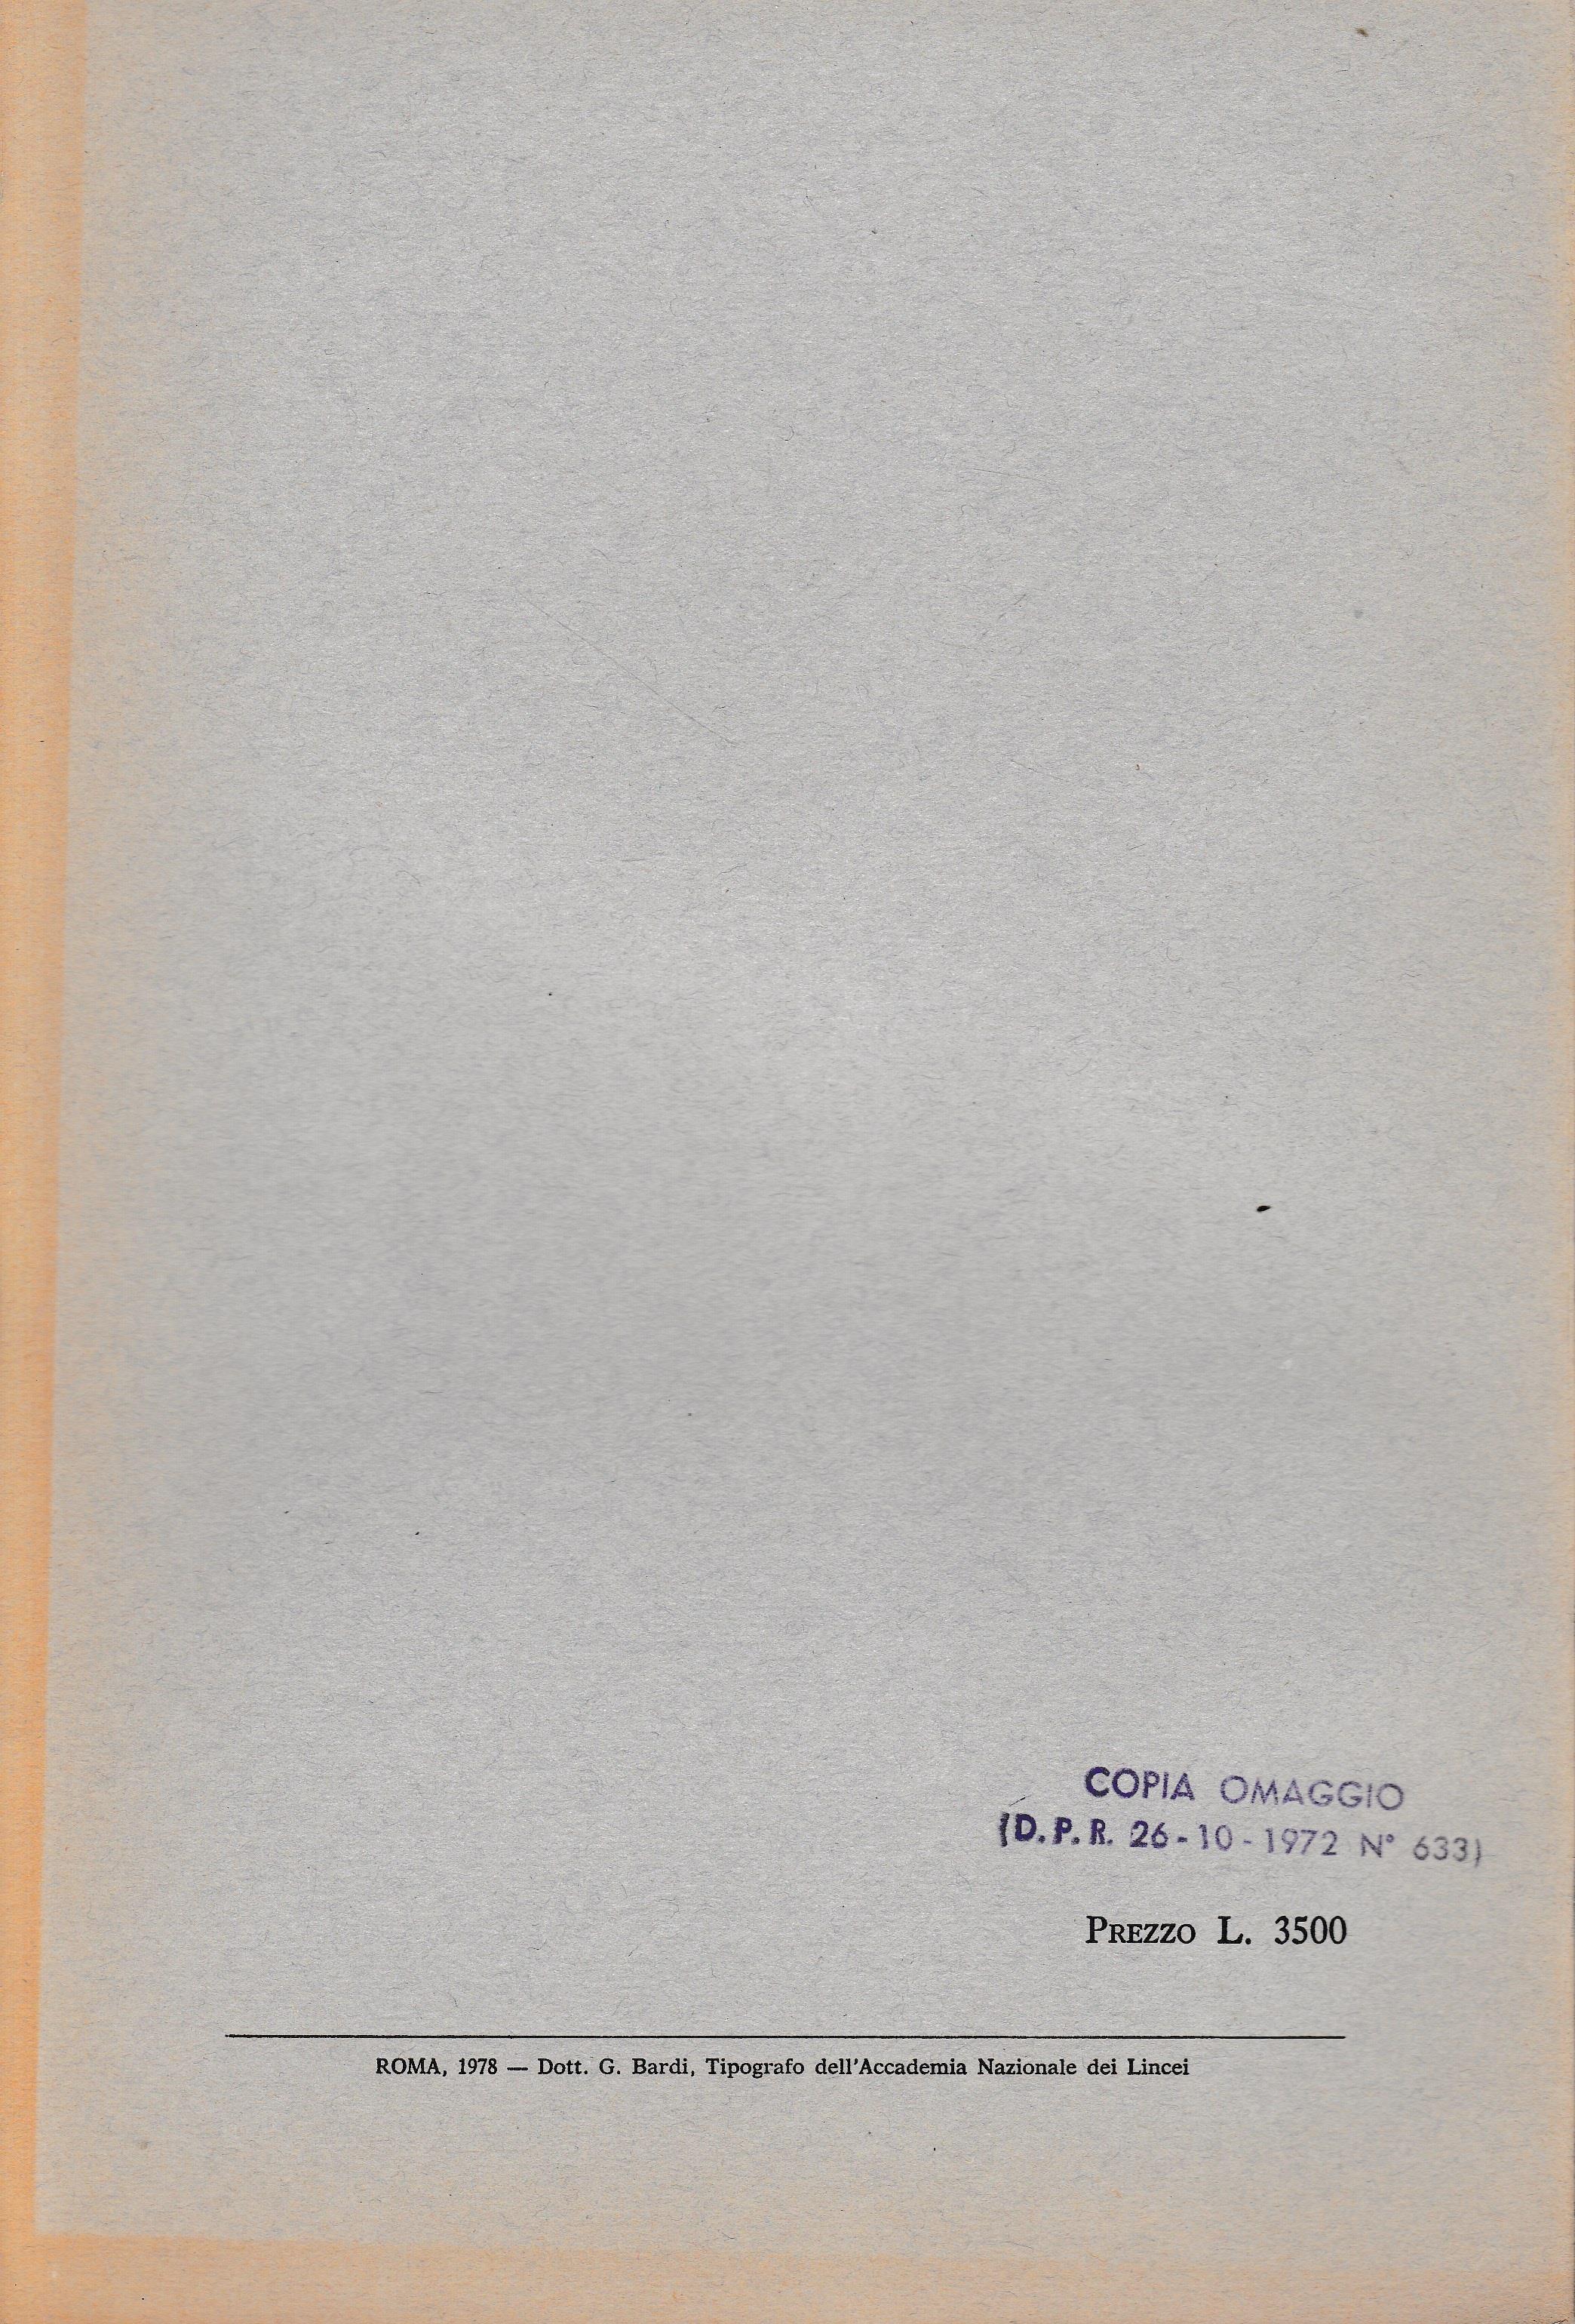 COPIA OMAGGIO
(D.P.R. 26-10-1972 N° 633)
PREZZO L. 3500
ROMA, 1978 — Dott. G. Bardi, Tipografo dell'Accademia Nazionale dei Lincei